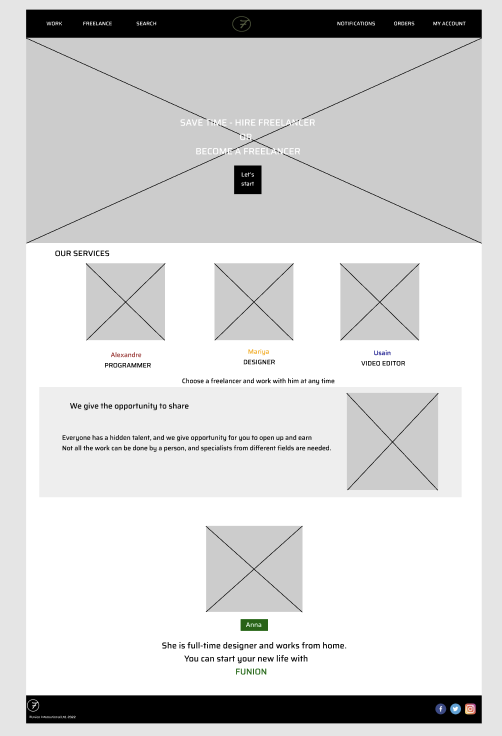 WORK FREELANCE SEARCH NOTIFICATIONS ORDERS MY ACCOUNT
SAVE TIME - HIRE FREELANCER
OR
BECOME A FREELANCER
Let's
start
OUR SERVICES
Alexandre Mariya Usain
PROGRAMMER DESIGNER VIDEO EDITOR
Choose a freelancer and work with him at any time
We give the opportunity to share
Everyone has a hidden talent, and we give opportunity for you to open up and earn
Not all the work can be done by a person, and specialists from different fields are needed.
Anna
She is full-time designer and works from home.
You can start your new life with
FUNION
2022